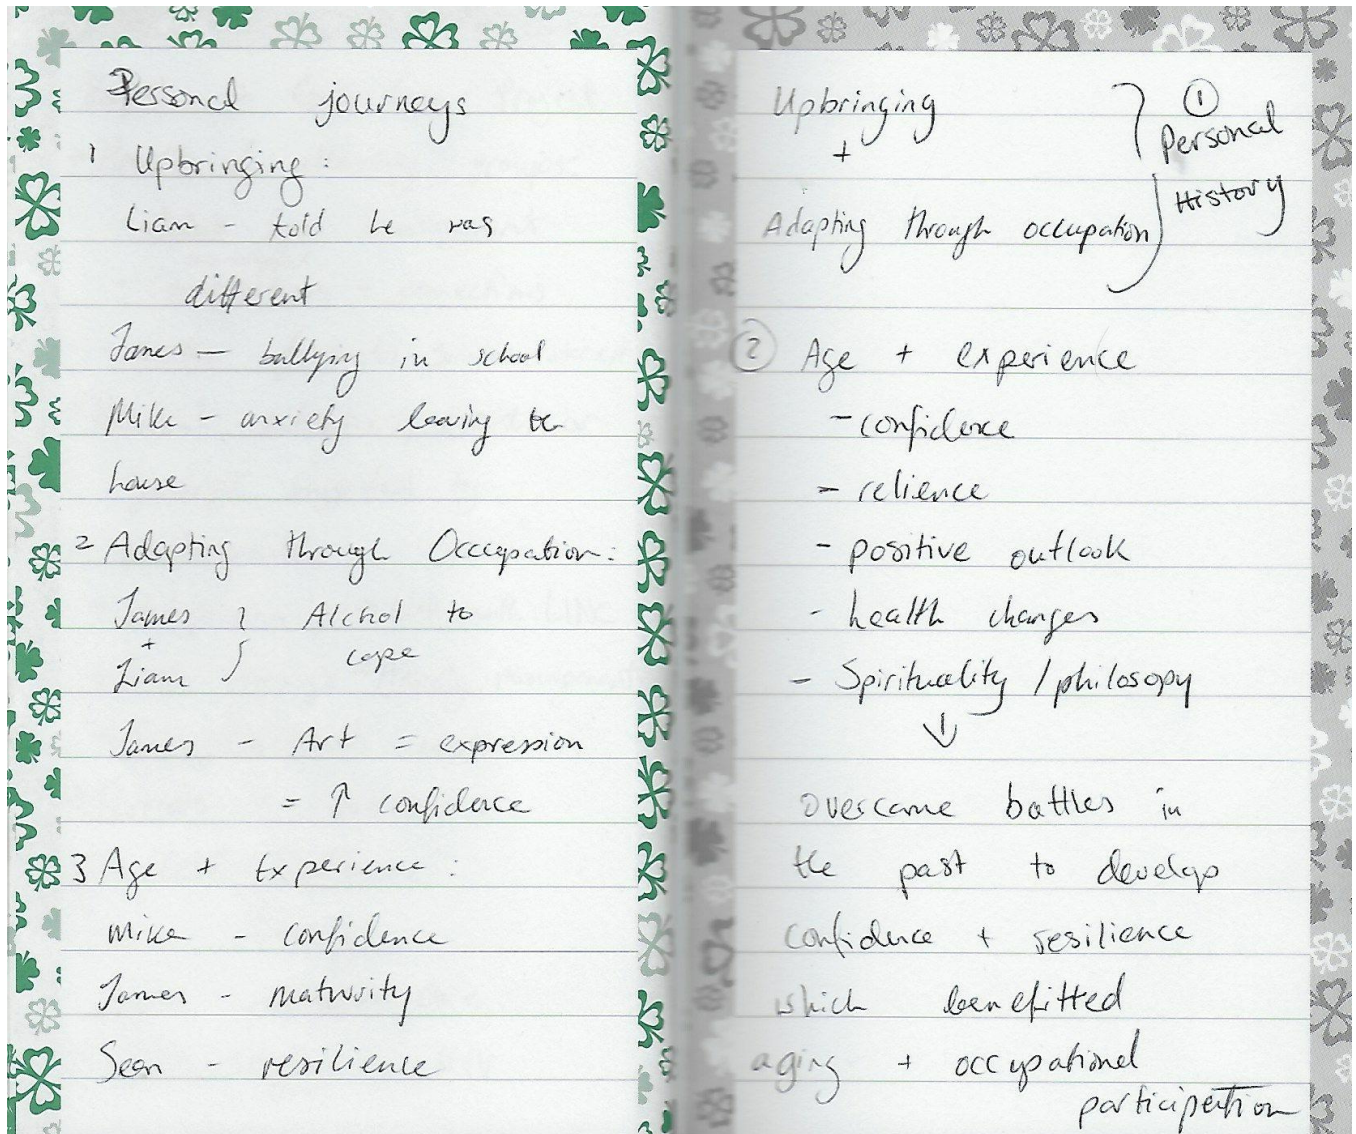 Personal journeys
1 Upbringing:
Liam - told he was
different
James - bullying in school
Mike - anxiety leaving the
house
2 Adapting through Occcupation:
James } Alchol to
+ cope
Liam
James - Art = expression
= ↑ confidence
3 Age + Experience:
Mike - confidence
James - maturity
Sean - resilience
Upbringing
+
Adapting through occupation
① Personal
History
② Age + experience
- confidence
- relience
- positive outlook
- health changes
- Spirituality / philosopy
↓
overcame battles in
the past to develop
confidence + resilience
which benefitted
aging + occupational
participation